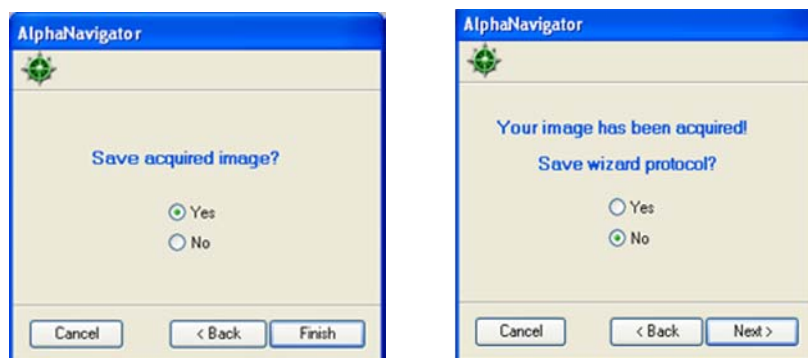 AlphaNavigator
Save acquired image?
Yes
No
Cancel
< Back
Finish
AlphaNavigator
Your image has been acquired!
Save wizard protocol?
Yes
No
Cancel
< Back
Next >